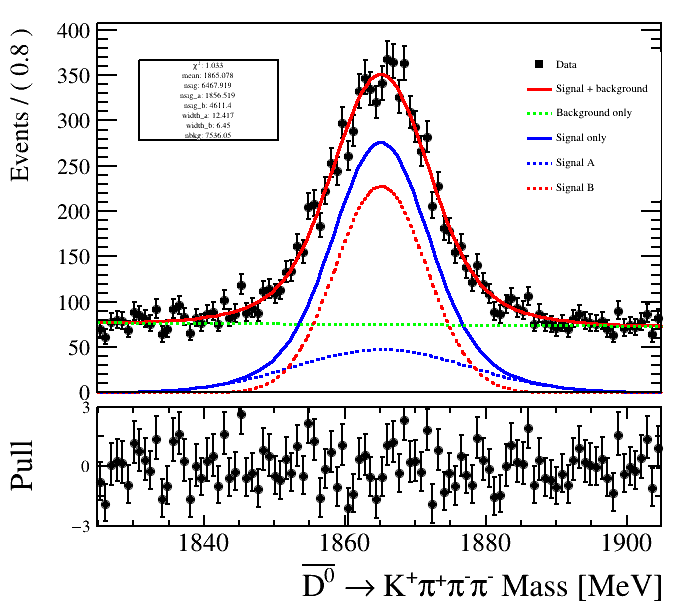 Events / ( 0.8 )
400
350
300
250
200
150
100
50
0
χ²: 1.033
mean: 1865.078
nsig: 6467.919
nsig_a: 1856.519
nsig_b: 4611.4
width_a: 12.417
width_b: 6.45
nbkg: 7536.05
Data
Signal + background
Background only
Signal only
Signal A
Signal B
Pull
3
0
−3
1840 1860 1880 1900
D⁰ → K⁺π⁺π⁻π⁻ Mass [MeV]